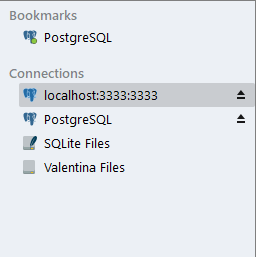 Bookmarks
PostgreSQL
Connections
localhost:3333:3333
PostgreSQL
SQLite Files
Valentina Files